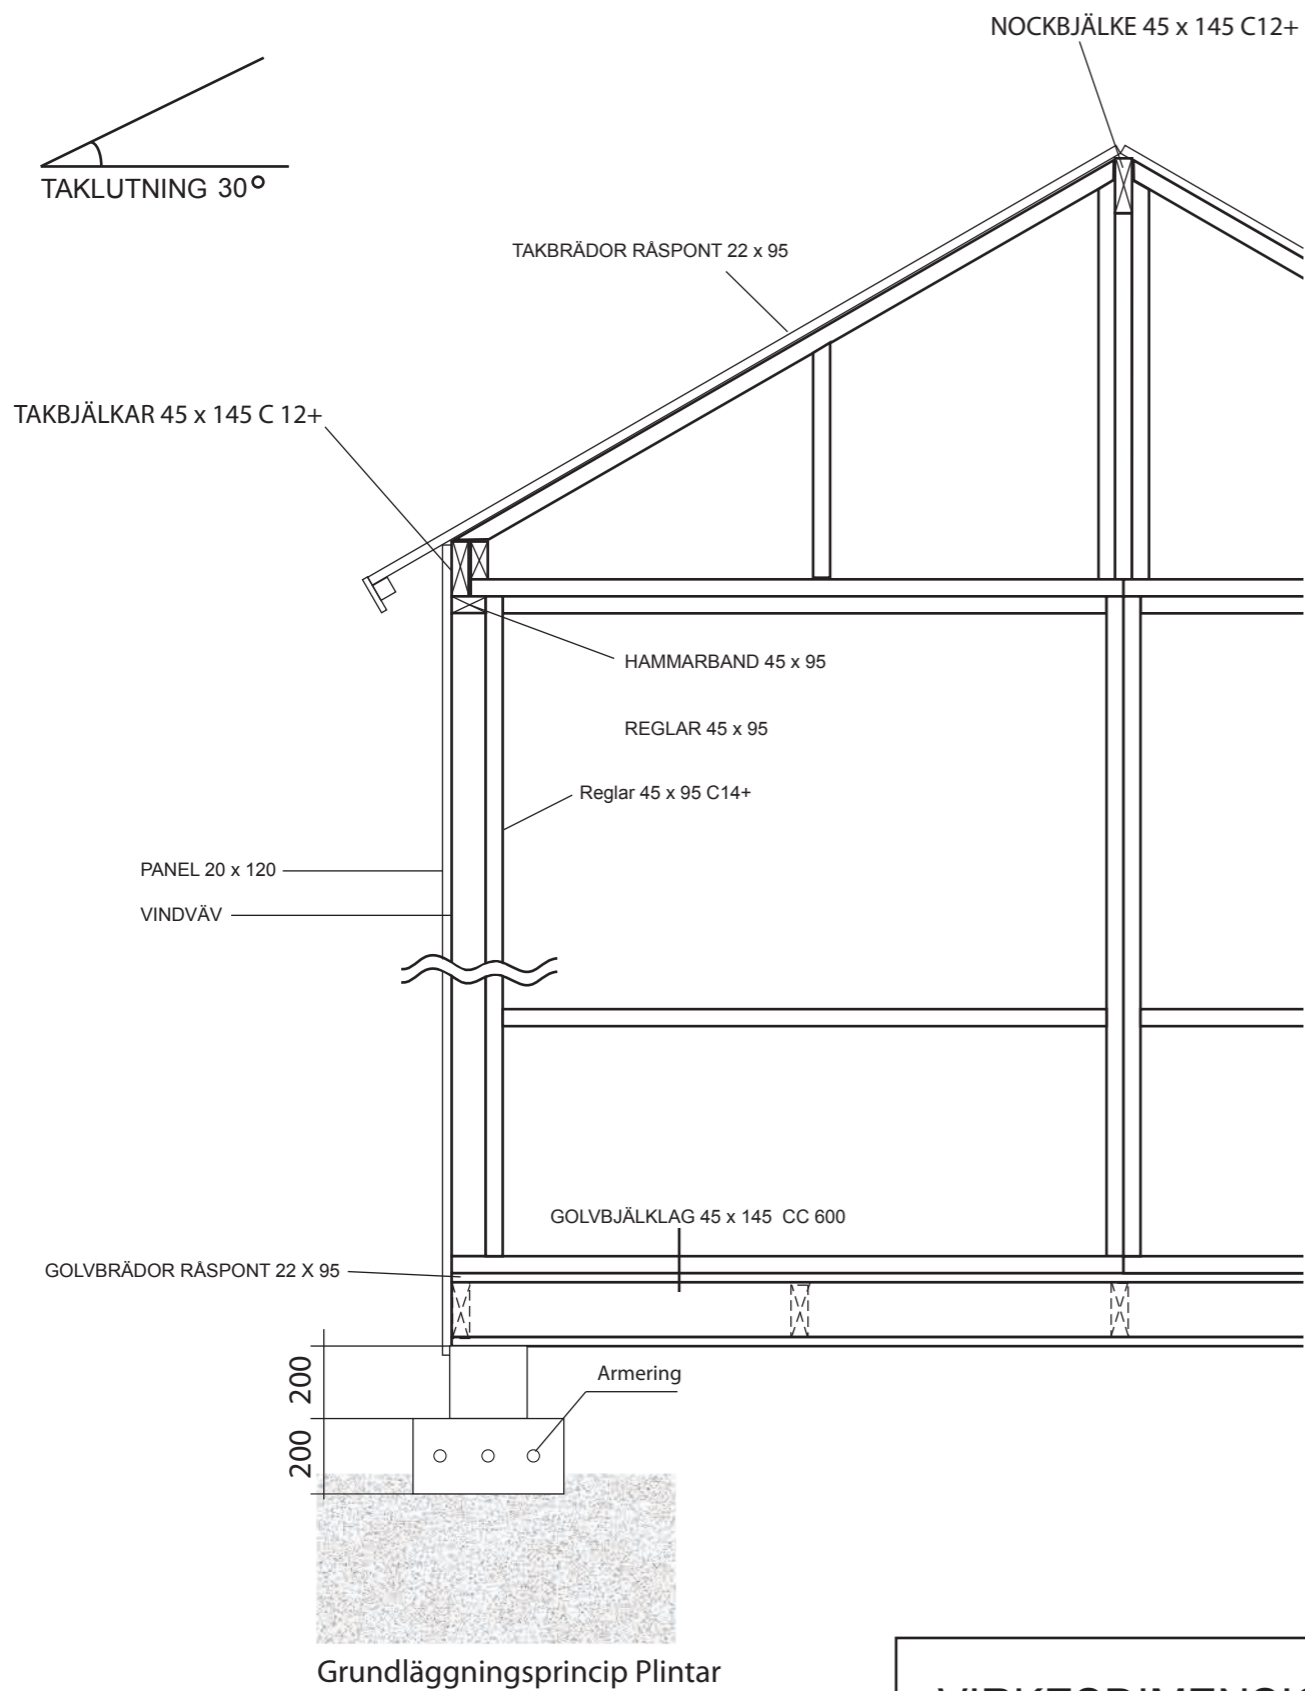 NOCKBJÄLKE 45 x 145 C12+
TAKLUTNING 30°
TAKBRÄDOR RÅSPONT 22 x 95
TAKBJÄLKAR 45 x 145 C 12+
HAMMARBAND 45 x 95
REGLAR 45 x 95
Reglar 45 x 95 C14+
PANEL 20 x 120
VINDVÄV
GOLVBJÄLKLAG 45 x 145 CC 600
GOLVBRÄDOR RÅSPONT 22 X 95
200
Armering
200
Grundläggningsprincip Plintar